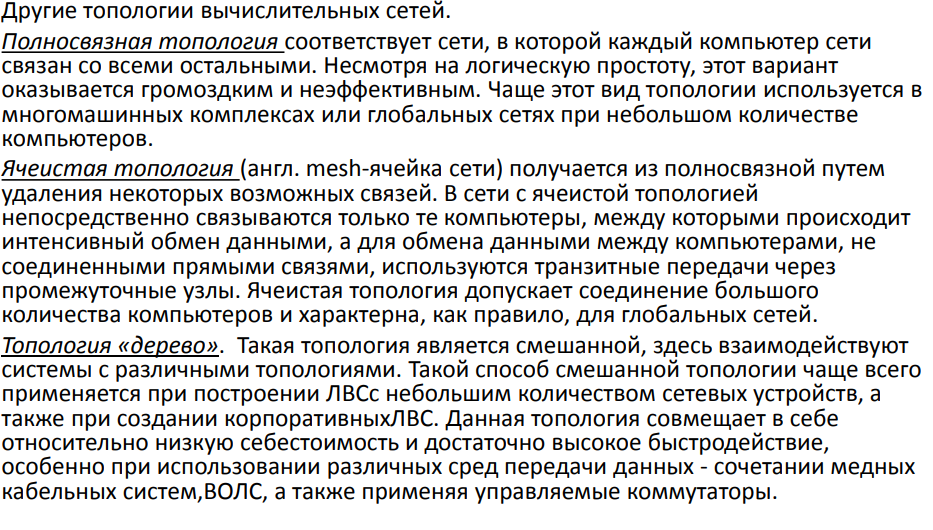 Другие топологии вычислительных сетей.
Полносвязная топология соответствует сети, в которой каждый компьютер сети
связан со всеми остальными. Несмотря на логическую простоту, этот вариант
оказывается громоздким и неэффективным. Чаще этот вид топологии используется в
многомашинных комплексах или глобальных сетях при небольшом количестве
компьютеров.
Ячеистая топология (англ. mesh-ячейка сети) получается из полносвязной путем
удаления некоторых возможных связей. В сети с ячеистой топологией
непосредственно связываются только те компьютеры, между которыми происходит
интенсивный обмен данными, а для обмена данными между компьютерами, не
соединенными прямыми связями, используются транзитные передачи через
промежуточные узлы. Ячеистая топология допускает соединение большого
количества компьютеров и характерна, как правило, для глобальных сетей.
Топология «дерево».  Такая топология является смешанной, здесь взаимодействуют
системы с различными топологиями. Такой способ смешанной топологии чаще всего
применяется при построении ЛВСс небольшим количеством сетевых устройств, а
также при создании корпоративныхЛВС. Данная топология совмещает в себе
относительно низкую себестоимость и достаточно высокое быстродействие,
особенно при использовании различных сред передачи данных - сочетании медных
кабельных систем,ВОЛС, а также применяя управляемые коммутаторы.